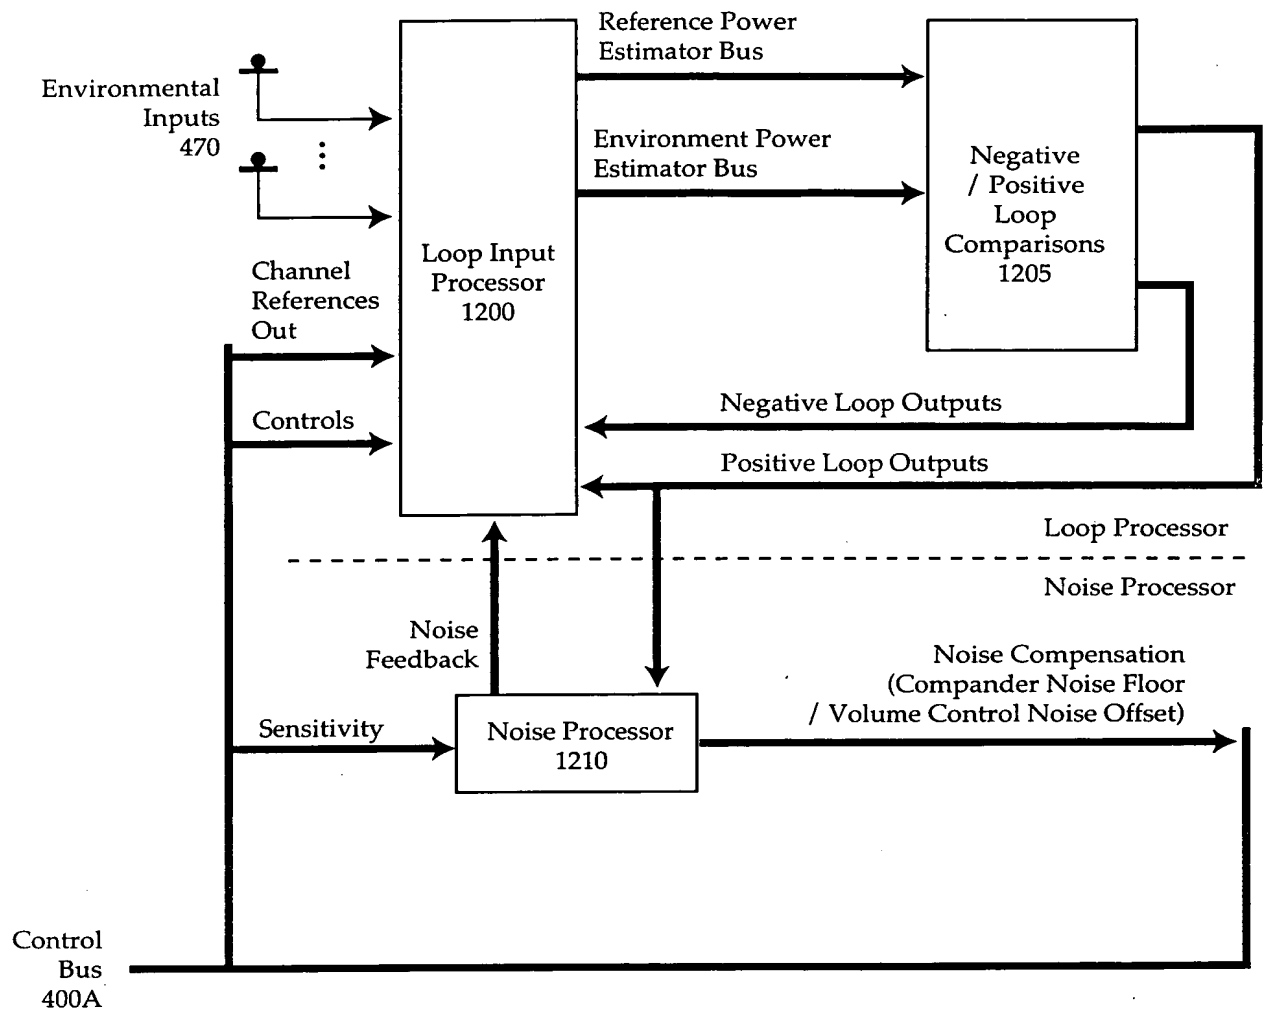 Reference Power
Estimator Bus
Environmental
Inputs
470
Environment Power
Estimator Bus
Negative
/ Positive
Loop
Comparisons
1205
Loop Input
Processor
1200
Channel
References
Out
Controls
Negative Loop Outputs
Positive Loop Outputs
Loop Processor
Noise Processor
Noise
Feedback
Noise Compensation
(Compander Noise Floor
/ Volume Control Noise Offset)
Sensitivity
Noise Processor
1210
Control
Bus
400A